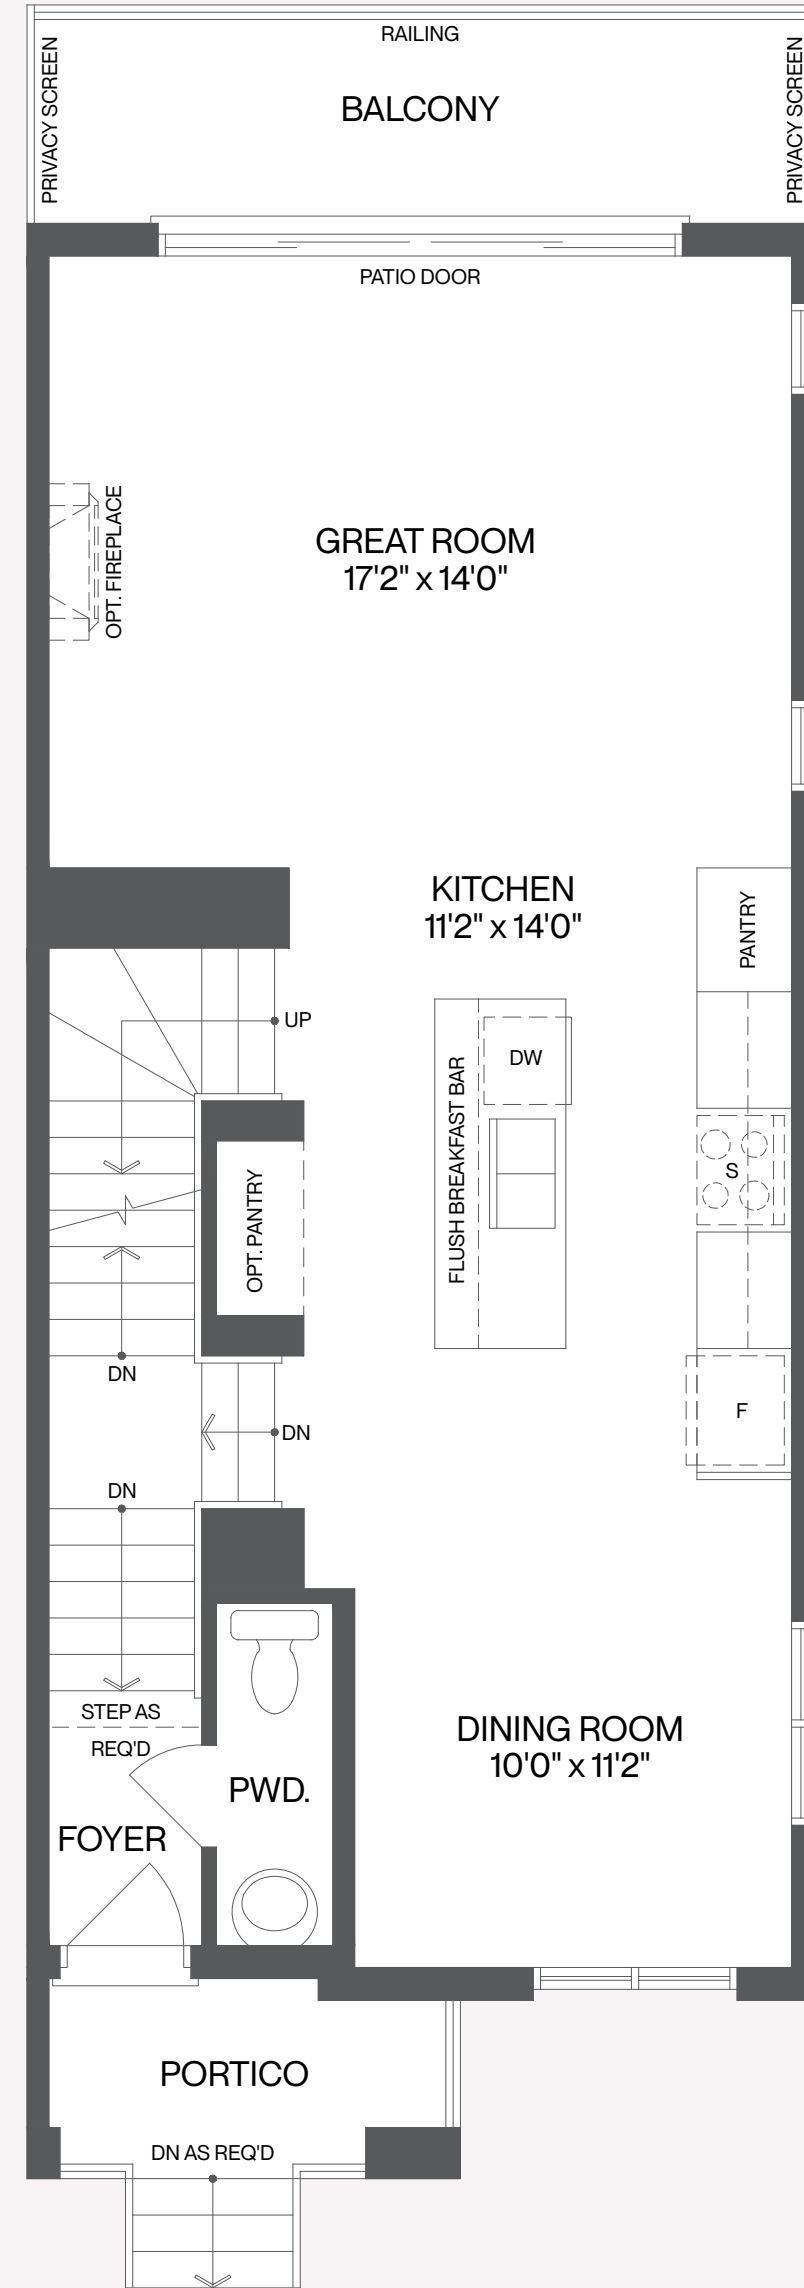 RAILING
PRIVACY SCREEN
PRIVACY SCREEN
BALCONY
PATIO DOOR
OPT. FIREPLACE
GREAT ROOM
17'2" x 14'0"
KITCHEN
11'2" x 14'0"
PANTRY
UP
DW
FLUSH BREAKFAST BAR
S
OPT. PANTRY
DN
F
DN
DN
STEP AS
REQ'D
PWD.
DINING ROOM
10'0" x 11'2"
FOYER
PORTICO
DN AS REQ'D